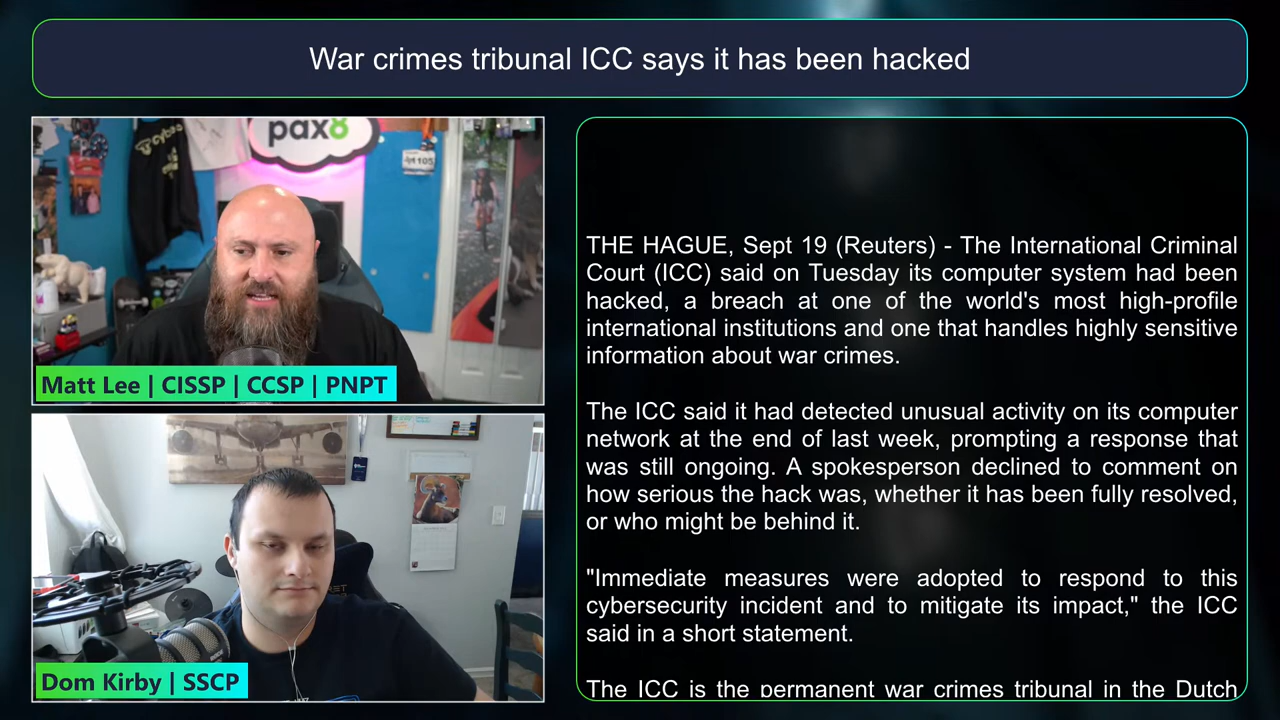 War crimes tribunal ICC says it has been hacked
pax8
1105
Matt Lee | CISSP | CCSP | PNPT
Dom Kirby | SSCP
THE HAGUE, Sept 19 (Reuters) - The International Criminal
Court (ICC) said on Tuesday its computer system had been
hacked, a breach at one of the world's most high-profile
international institutions and one that handles highly sensitive
information about war crimes.
The ICC said it had detected unusual activity on its computer
network at the end of last week, prompting a response that
was still ongoing. A spokesperson declined to comment on
how serious the hack was, whether it has been fully resolved,
or who might be behind it.
"Immediate measures were adopted to respond to this
cybersecurity incident and to mitigate its impact," the ICC
said in a short statement.
The ICC is the permanent war crimes tribunal in the Dutch